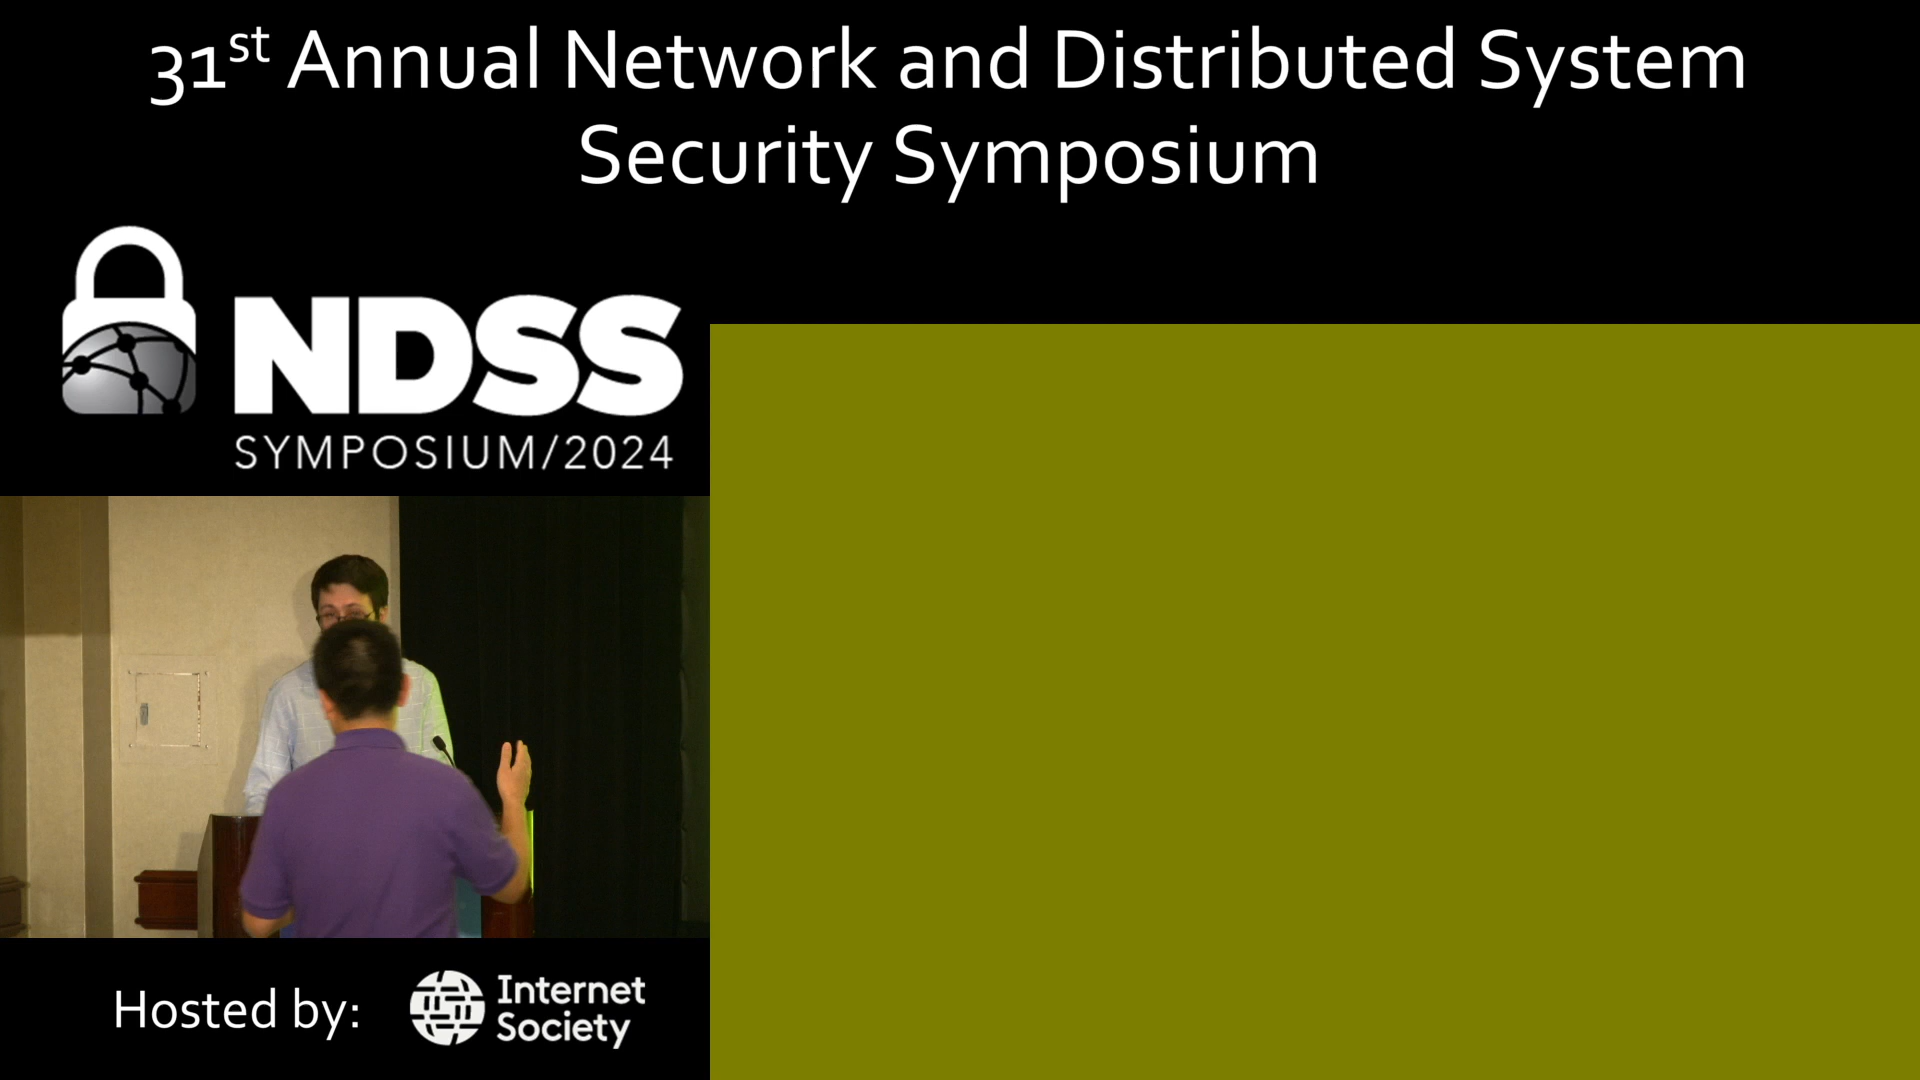 31st Annual Network and Distributed System
Security Symposium
NDSS
SYMPOSIUM/2024
Hosted by:
Internet
Society